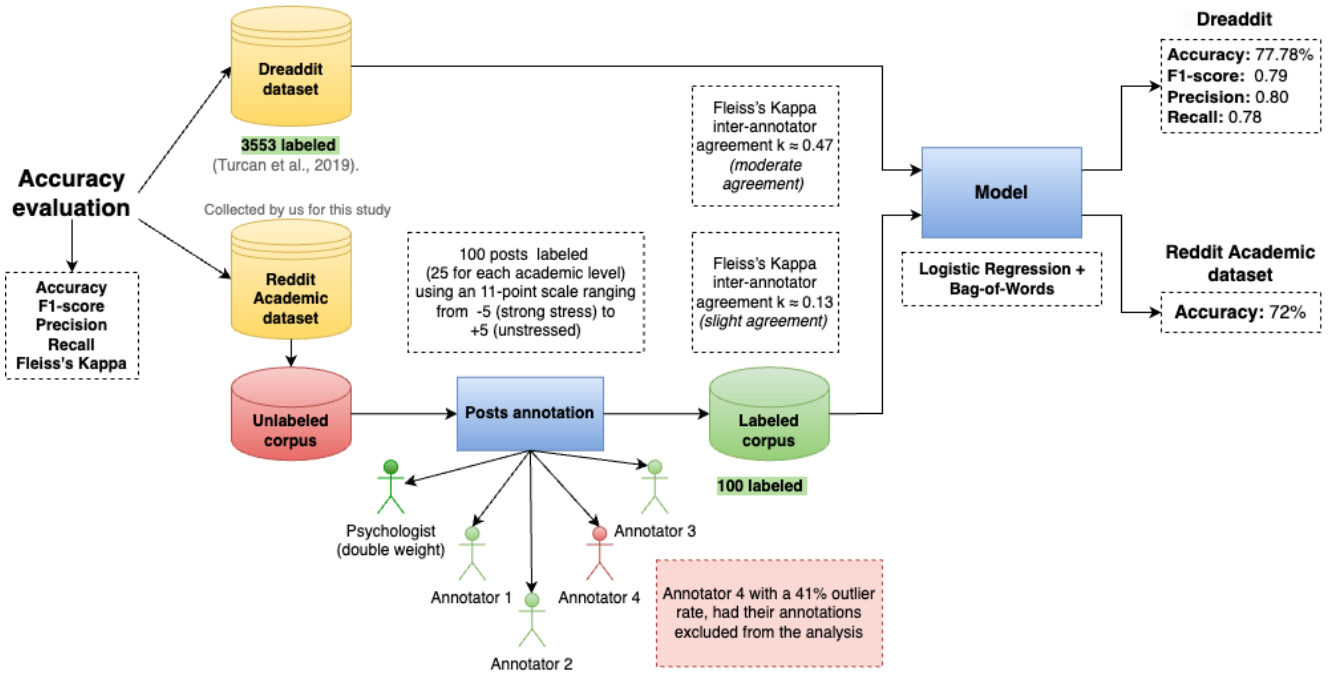 Dreaddit
dataset
3553 labeled
(Turcan et al., 2019).
Accuracy
evaluation
Accuracy
F1-score
Precision
Recall
Fleiss's Kappa
Collected by us for this study
Reddit
Academic
dataset
Unlabeled
corpus
100 posts labeled
(25 for each academic level)
using an 11-point scale ranging
from -5 (strong stress) to
+5 (unstressed)
Posts annotation
Psychologist
(double weight)
Annotator 1
Annotator 2
Annotator 4
Annotator 3
Annotator 4 with a 41% outlier
rate, had their annotations
excluded from the analysis
Fleiss's Kappa
inter-annotator
agreement k ≈ 0.47
(moderate
agreement)
Fleiss's Kappa
inter-annotator
agreement k ≈ 0.13
(slight agreement)
Labeled
corpus
100 labeled
Model
Logistic Regression +
Bag-of-Words
Dreaddit
Accuracy: 77.78%
F1-score: 0.79
Precision: 0.80
Recall: 0.78
Reddit Academic
dataset
Accuracy: 72%